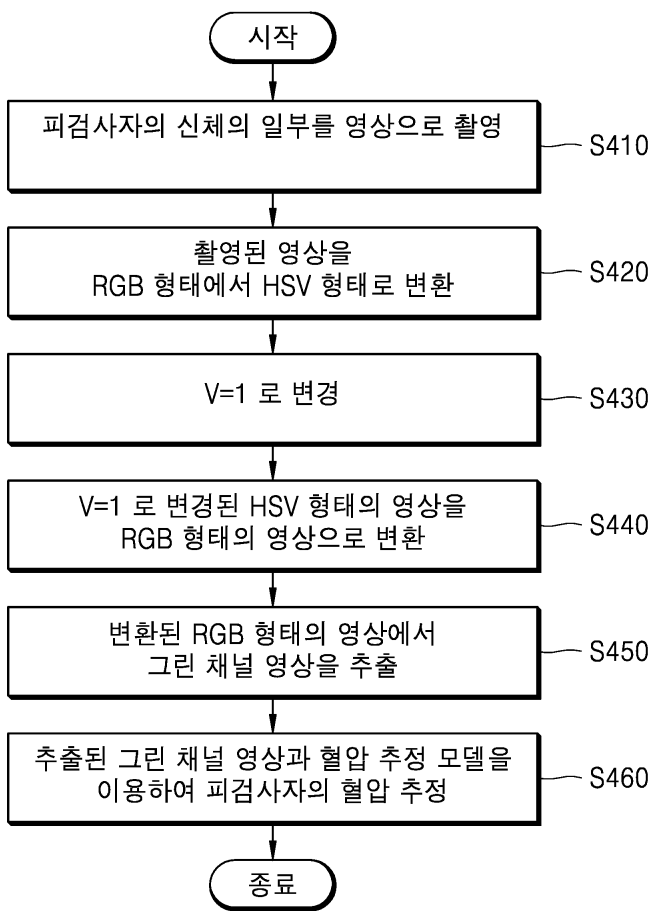 시작
피검사자의 신체의 일부를 영상으로 촬영
S410
촬영된 영상을
RGB 형태에서 HSV 형태로 변환
S420
V=1 로 변경
S430
V=1 로 변경된 HSV 형태의 영상을
RGB 형태의 영상으로 변환
S440
변환된 RGB 형태의 영상에서
그린 채널 영상을 추출
S450
추출된 그린 채널 영상과 혈압 추정 모델을
이용하여 피검사자의 혈압 추정
S460
종료